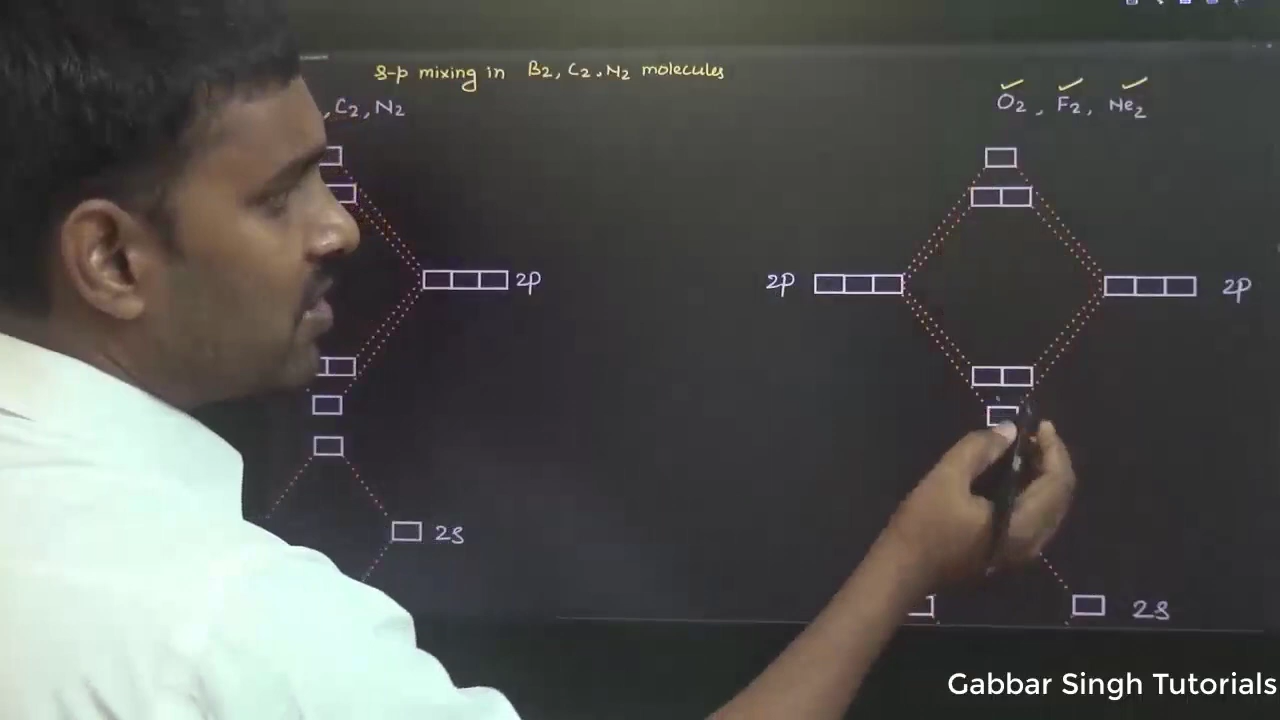 s-p mixing in B2, C2, N2 molecules
, C2, N2
O2, F2, Ne2
2p
2p
2p
2s
2s
Gabbar Singh Tutorials